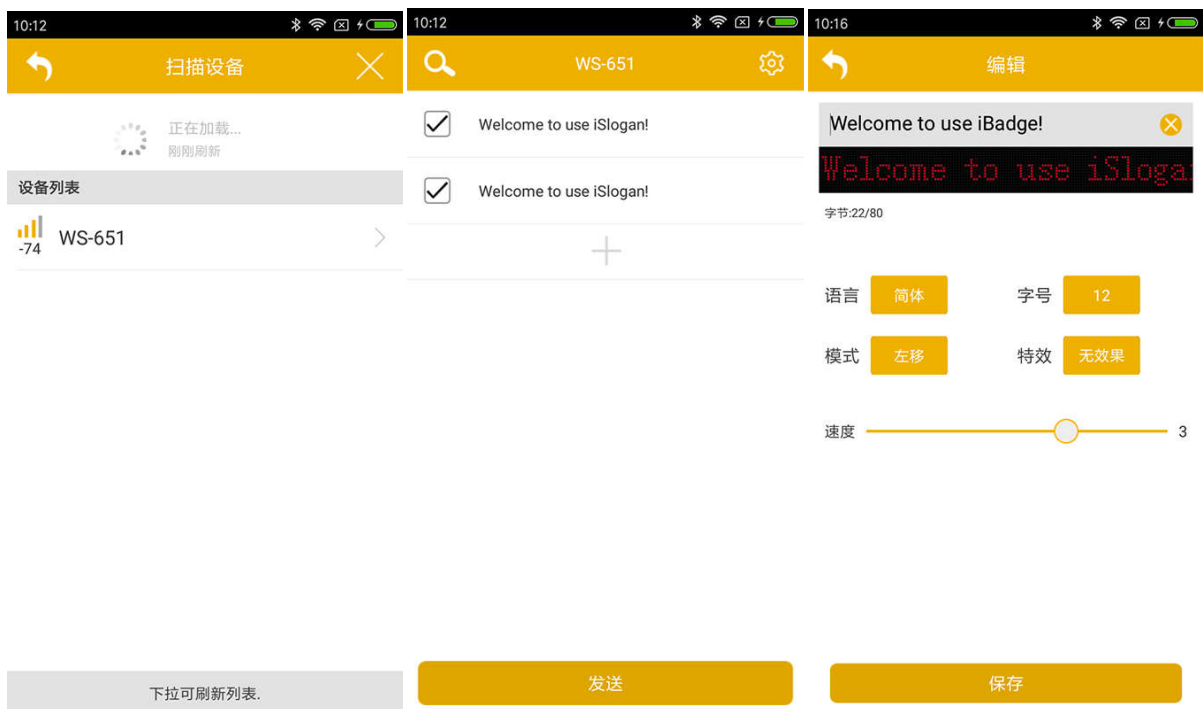 10:12
扫描设备
正在加载...
刚刚刷新
设备列表
-74
WS-651
下拉可刷新列表.
10:12
WS-651
Welcome to use iSlogan!
Welcome to use iSlogan!
发送
10:16
编辑
Welcome to use iBadge!
Welcome to use iSloga
字节:22/80
语言 简体 字号 12
模式 左移 特效 无效果
速度 3
保存